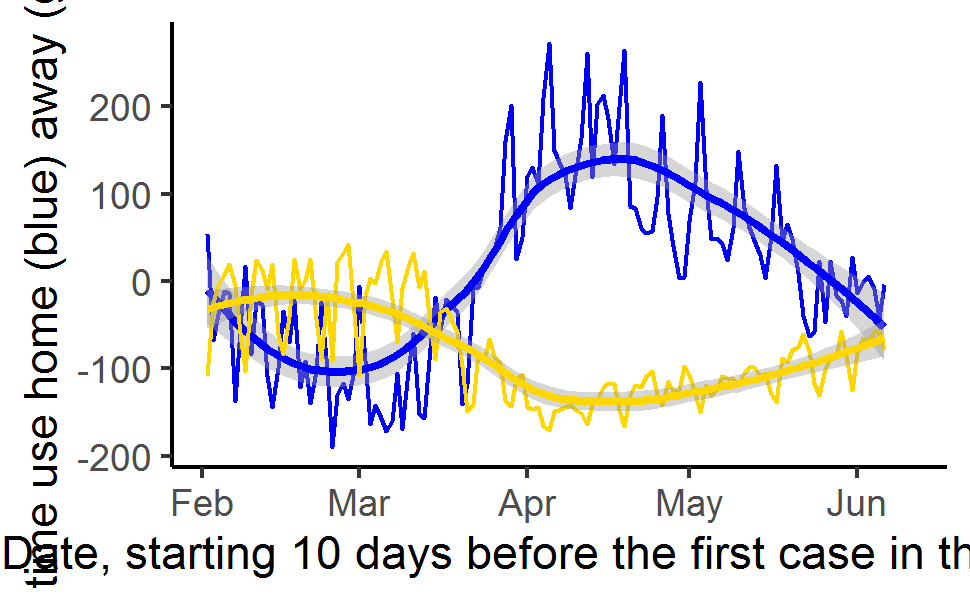 time use home (blue) away (g
200
100
0
-100
-200
Feb Mar Apr May Jun
Date, starting 10 days before the first case in th